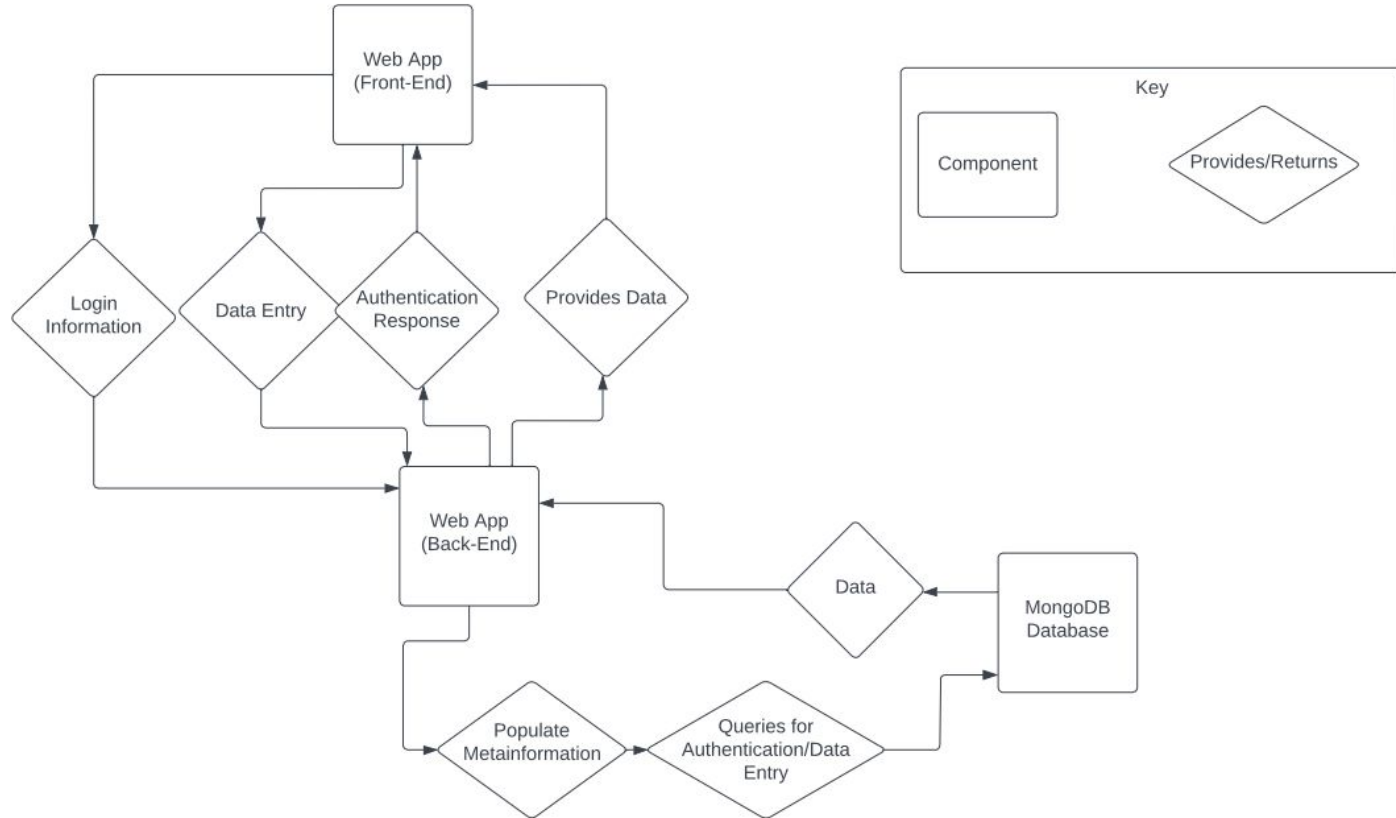 Web App
(Front-End)
Key
Component
Provides/Returns
Login
Information
Data Entry
Authentication
Response
Provides Data
Web App
(Back-End)
Data
MongoDB
Database
Populate
Metainformation
Queries for
Authentication/Data
Entry